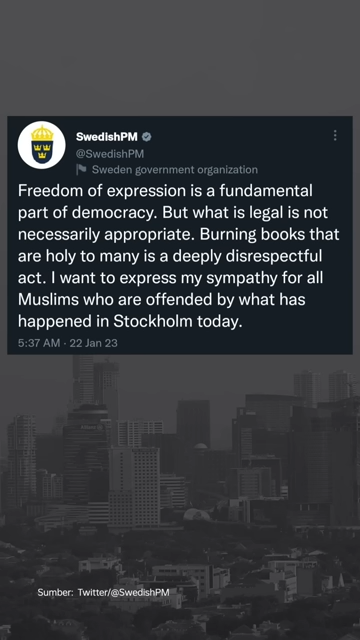 SwedishPM
@SwedishPM
Sweden government organization
Freedom of expression is a fundamental
part of democracy. But what is legal is not
necessarily appropriate. Burning books that
are holy to many is a deeply disrespectful
act. I want to express my sympathy for all
Muslims who are offended by what has
happened in Stockholm today.
5:37 AM · 22 Jan 23
Sumber: Twitter/@SwedishPM